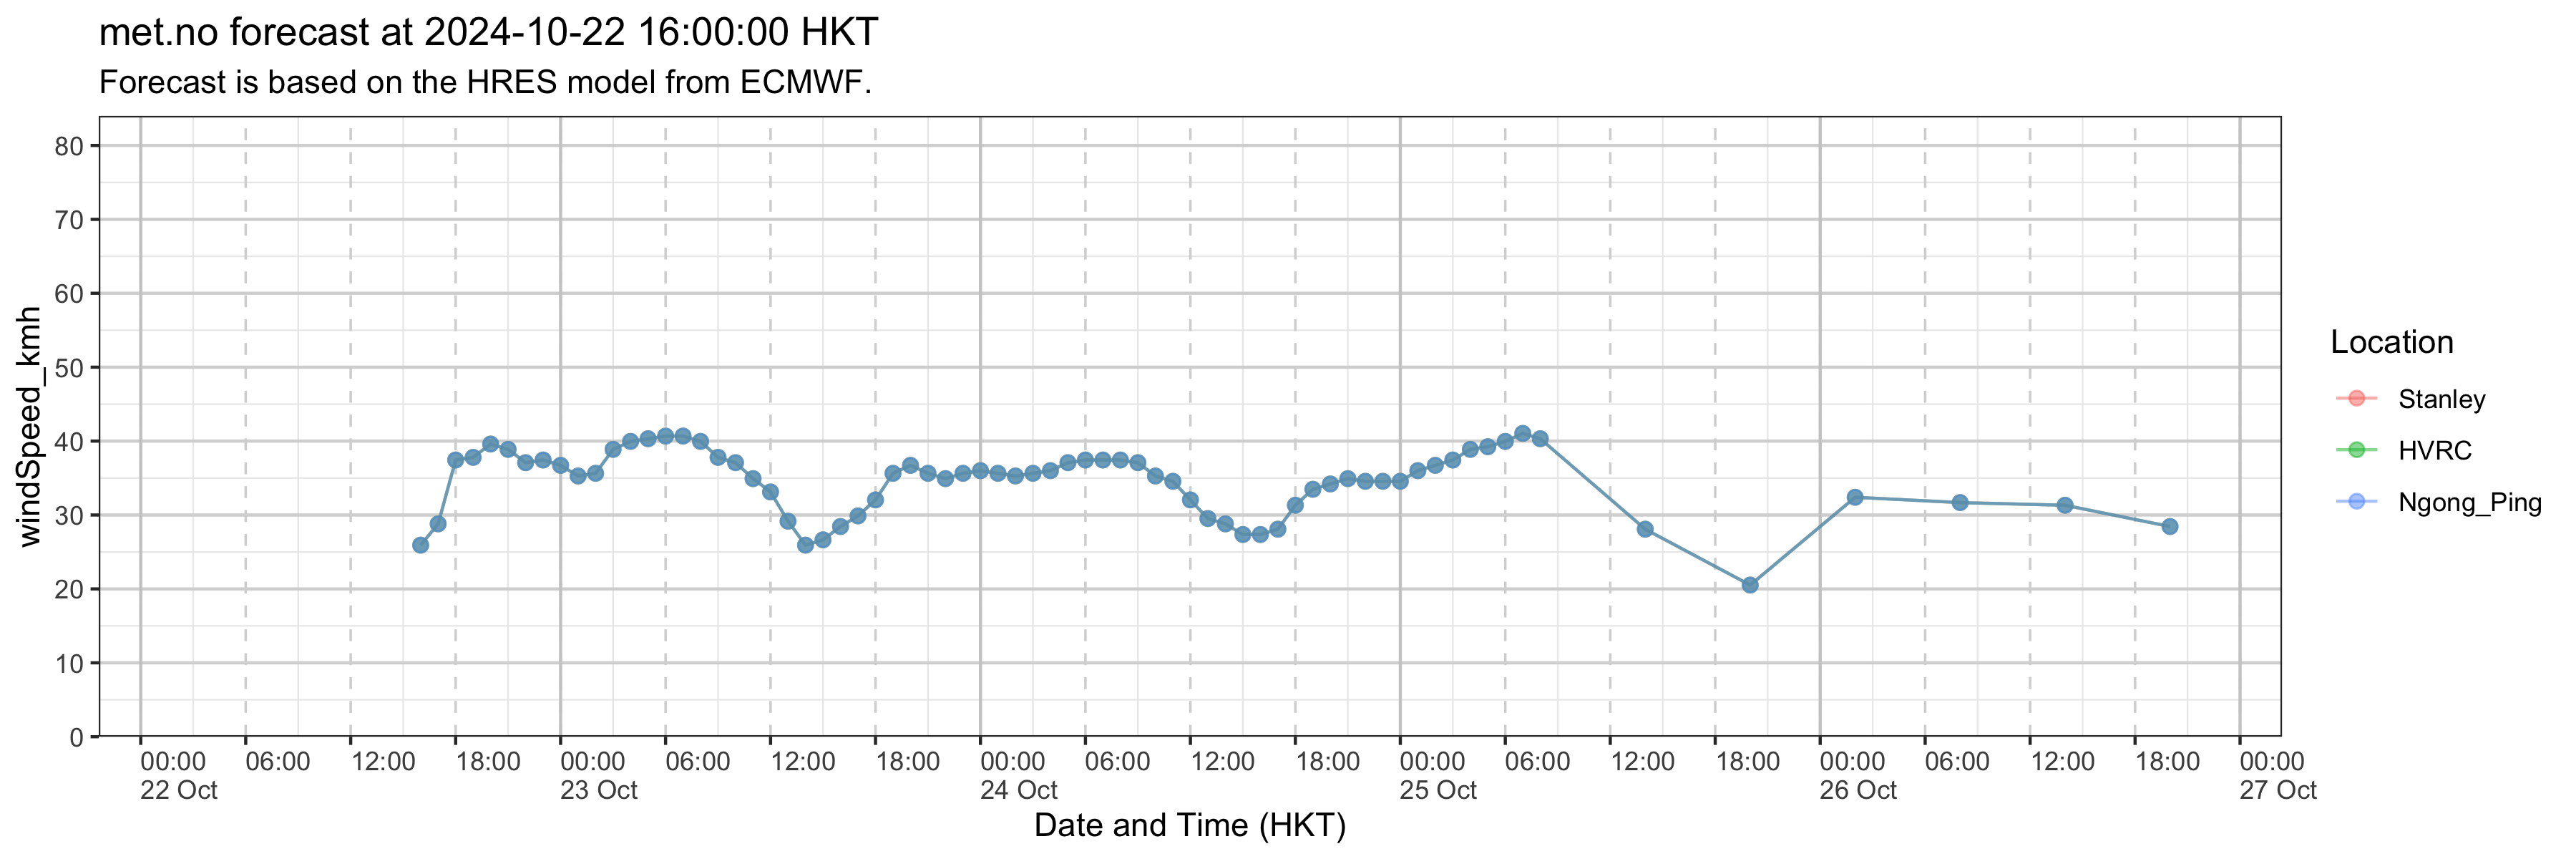 met.no forecast at 2024-10-22 16:00:00 HKT
Forecast is based on the HRES model from ECMWF.
windSpeed_kmh
80
70
60
50
40
30
20
10
0
00:00 06:00 12:00 18:00 00:00 06:00 12:00 18:00 00:00 06:00 12:00 18:00 00:00 06:00 12:00 18:00 00:00 06:00 12:00 18:00 00:00
22 Oct 23 Oct 24 Oct 25 Oct 26 Oct 27 Oct
Date and Time (HKT)
Location
Stanley
HVRC
Ngong_Ping